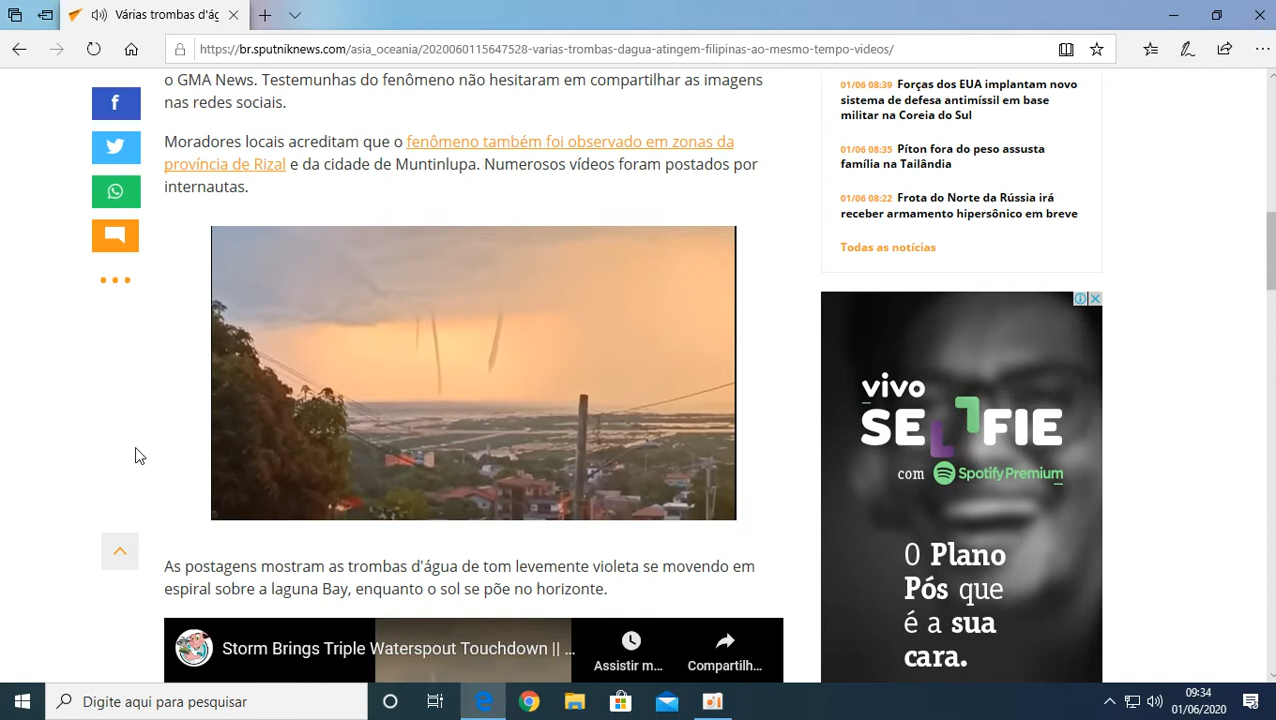 Várias trombas d'ág
https://br.sputniknews.com/asia_oceania/2020060115647528-varias-trombas-dagua-atingem-filipinas-ao-mesmo-tempo-videos/
o GMA News. Testemunhas do fenômeno não hesitaram em compartilhar as imagens
nas redes sociais.
Moradores locais acreditam que o fenômeno também foi observado em zonas da
província de Rizal e da cidade de Muntinlupa. Numerosos vídeos foram postados por
internautas.
As postagens mostram as trombas d'água de tom levemente violeta se movendo em
espiral sobre a laguna Bay, enquanto o sol se põe no horizonte.
Storm Brings Triple Waterspout Touchdown || ...
Assistir m...
Compartilh...
01/06 08:39 Forças dos EUA implantam novo
sistema de defesa antimíssil em base
militar na Coreia do Sul
01/06 08:35 Píton fora do peso assusta
família na Tailândia
01/06 08:22 Frota do Norte da Rússia irá
receber armamento hipersônico em breve
Todas as notícias
vivo
SELFIE
com Spotify Premium
O Plano
Pós que
é a sua
cara.
Digite aqui para pesquisar
09:34
01/06/2020